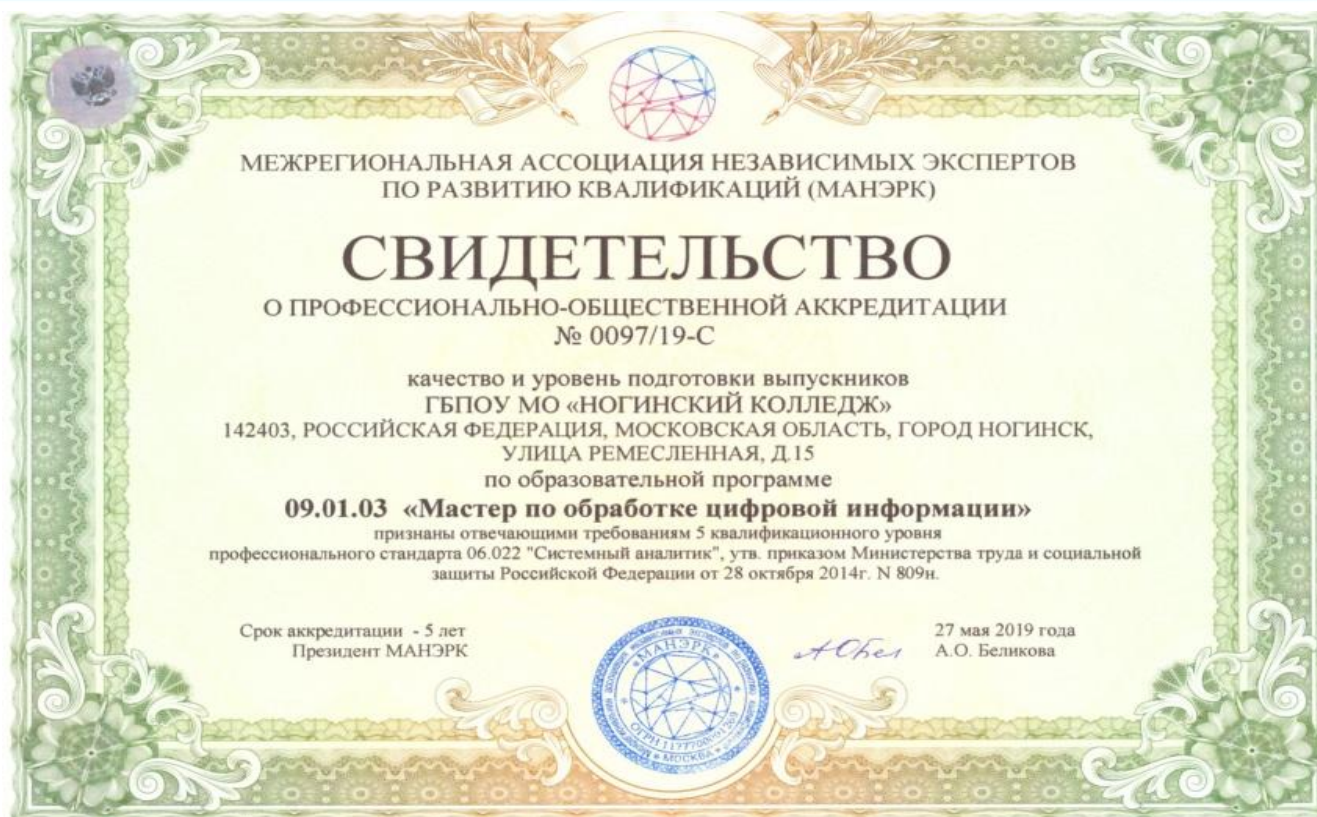 МЕЖРЕГИОНАЛЬНАЯ АССОЦИАЦИЯ НЕЗАВИСИМЫХ ЭКСПЕРТОВ
ПО РАЗВИТИЮ КВАЛИФИКАЦИЙ (МАНЭРК)
СВИДЕТЕЛЬСТВО
О ПРОФЕССИОНАЛЬНО-ОБЩЕСТВЕННОЙ АККРЕДИТАЦИИ
№ 0097/19-С
качество и уровень подготовки выпускников
ГБПОУ МО «НОГИНСКИЙ КОЛЛЕДЖ»
142403, РОССИЙСКАЯ ФЕДЕРАЦИЯ, МОСКОВСКАЯ ОБЛАСТЬ, ГОРОД НОГИНСК,
УЛИЦА РЕМЕСЛЕННАЯ, Д.15
по образовательной программе
09.01.03 «Мастер по обработке цифровой информации»
признаны отвечающими требованиям 5 квалификационного уровня
профессионального стандарта 06.022 "Системный аналитик", утв. приказом Министерства труда и социальной
защиты Российской Федерации от 28 октября 2014г. N 809н.
Срок аккредитации - 5 лет
27 мая 2019 года
Президент МАНЭРК
А.О. Беликова
«МАНЭРК»
ОГРН
МОСКВА